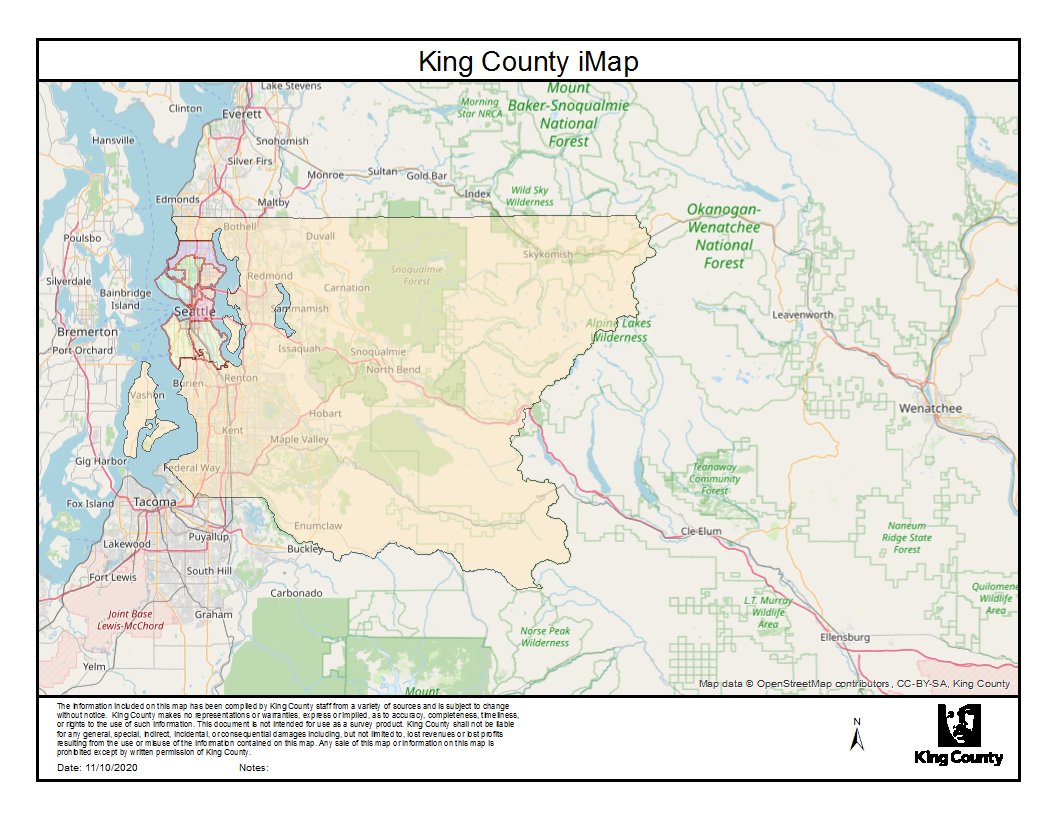 King County iMap
Lake Stevens
Clinton
Everett
Morning
Star NRCA
Mount
Baker-Snoqualmie
National
Forest
Hansville
Snohomish
Silver Firs
Monroe
Sultan
Gold Bar
Index
Wild Sky
Wilderness
Edmonds
Maltby
Okanogan-
Wenatchee
National
Forest
Poulsbo
Bothell
Duvall
Skykomish
Silverdale
Redmond
Snoqualmie
Forest
Bainbridge
Island
Carnation
Seattle
Sammamish
Leavenworth
Bremerton
Alpine Lakes
Wilderness
Port Orchard
Issaquah
Snoqualmie
North Bend
Burien
Renton
Vashon
Wenatchee
Hobart
Kent
Maple Valley
Gig Harbor
Federal Way
Teanaway
Community
Forest
Fox Island
Tacoma
Enumclaw
Cle Elum
Naneum
Ridge State
Forest
Puyallup
Lakewood
Buckley
Fort Lewis
South Hill
Carbonado
Quilomene
Wildlife
Area
Joint Base
Lewis-McChord
Graham
L.T. Murray
Wildlife
Area
Norse Peak
Wilderness
Ellensburg
Yelm
Mount
Map data © OpenStreetMap contributors, CC-BY-SA, King County
The information included on this map has been compiled by King County staff from a variety of sources and is subject to change
without notice. King County makes no representations or warranties, express or implied, as to accuracy, completeness, timeliness,
or rights to the use of such information. This document is not intended for use as a survey product. King County shall not be liable
for any general, special, indirect, incidental, or consequential damages including, but not limited to, lost revenues or lost profits
resulting from the use or misuse of the information contained on this map. Any sale of this map or information on this map is
prohibited except by written permission of King County.
Date: 11/10/2020
Notes:
N
King County